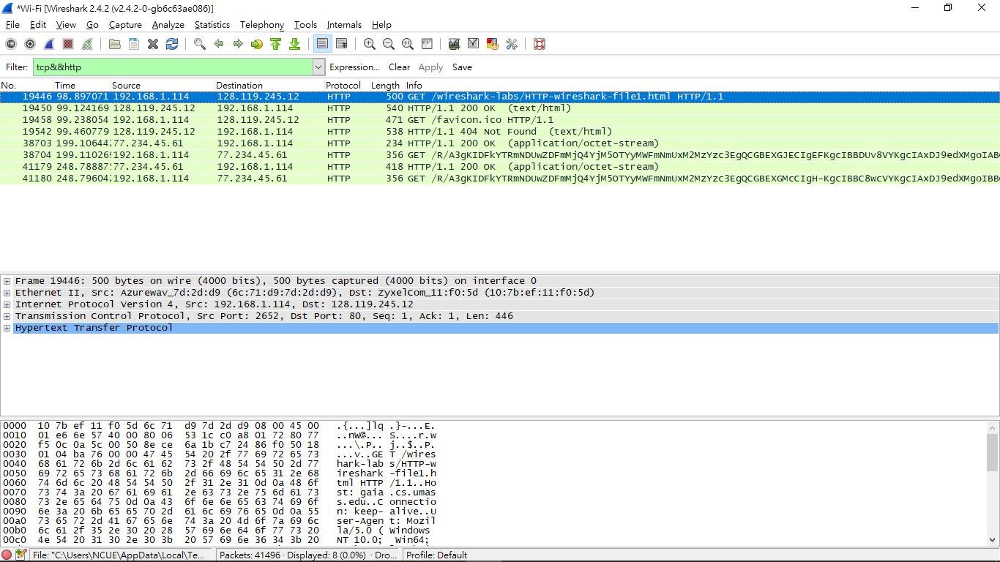 *Wi-Fi [Wireshark 2.4.2 (v2.4.2-0-gb6c63ae086)]
File Edit View Go Capture Analyze Statistics Telephony Tools Internals Help
Filter: tcp&&http Expression... Clear Apply Save
No. Time Source Destination Protocol Length Info
19446 98.897071 192.168.1.114 128.119.245.12 HTTP 500 GET /wireshark-labs/HTTP-wireshark-file1.html HTTP/1.1
19450 99.124169 128.119.245.12 192.168.1.114 HTTP 540 HTTP/1.1 200 OK (text/html)
19458 99.238054 192.168.1.114 128.119.245.12 HTTP 471 GET /favicon.ico HTTP/1.1
19542 99.460779 128.119.245.12 192.168.1.114 HTTP 538 HTTP/1.1 404 Not Found (text/html)
38703 199.10644 77.234.45.61 192.168.1.114 HTTP 234 HTTP/1.1 200 OK (application/octet-stream)
38704 199.11026 192.168.1.114 77.234.45.61 HTTP 356 GET
41179 248.78887 77.234.45.61 192.168.1.114 HTTP 418 HTTP/1.1 200 OK (application/octet-stream)
41180 248.79604 192.168.1.114 77.234.45.61 HTTP 356 GET
Frame 19446: 500 bytes on wire (4000 bits), 500 bytes captured (4000 bits) on interface 0
Ethernet II, Src: Azurewav_7d:2d:d9 (6c:71:d9:7d:2d:d9), Dst: ZyxelCom_11:f0:5d (10:7b:ef:11:f0:5d)
Internet Protocol Version 4, Src: 192.168.1.114, Dst: 128.119.245.12
Transmission Control Protocol, Src Port: 2652, Dst Port: 80, Seq: 1, Ack: 1, Len: 446
Hypertext Transfer Protocol
0000 10 7b ef 11 f0 5d 6c 71 d9 7d 2d d9 08 00 45 00 .{...]lq .}-...E.
0010 01 e6 6e 57 40 00 80 06 53 1c c0 a8 01 72 80 77 ..nW@... S....r.w
0020 f5 0c 0a 5c 00 50 8e ce 6a 1b c7 24 86 f0 50 18 ...\.P.. j..$..P.
0030 01 04 ba 76 00 00 47 45 54 20 2f 77 69 72 65 73 ...v..GE T /wires
0040 68 61 72 6b 2d 6c 61 62 73 2f 48 54 54 50 2d 77 hark-lab s/HTTP-w
0050 69 72 65 73 68 61 72 6b 2d 66 69 6c 65 31 2e 68 ireshark -file1.h
0060 74 6d 6c 20 48 54 54 50 2f 31 2e 31 0d 0a 48 6f tml HTTP /1.1..Ho
0070 73 74 3a 20 67 61 69 61 2e 63 73 2e 75 6d 61 73 st: gaia .cs.umas
0080 73 2e 65 64 75 0d 0a 43 6f 6e 6e 65 63 74 69 6f s.edu..C onnectio
0090 6e 3a 20 6b 65 65 70 2d 61 6c 69 76 65 0d 0a 55 n: keep- alive..U
00a0 73 65 72 2d 41 67 65 6e 74 3a 20 4d 6f 7a 69 6c ser-Agen t: Mozil
00b0 6c 61 2f 35 2e 30 20 28 57 69 6e 64 6f 77 73 20 la/5.0 ( Windows
00c0 4e 54 20 31 30 2e 30 3b 20 57 69 6e 36 34 3b 20 NT 10.0; Win64;
File: "C:\Users\NCUE\AppData\Local\Te... Packets: 41496 · Displayed: 8 (0.0%) · Dro... Profile: Default